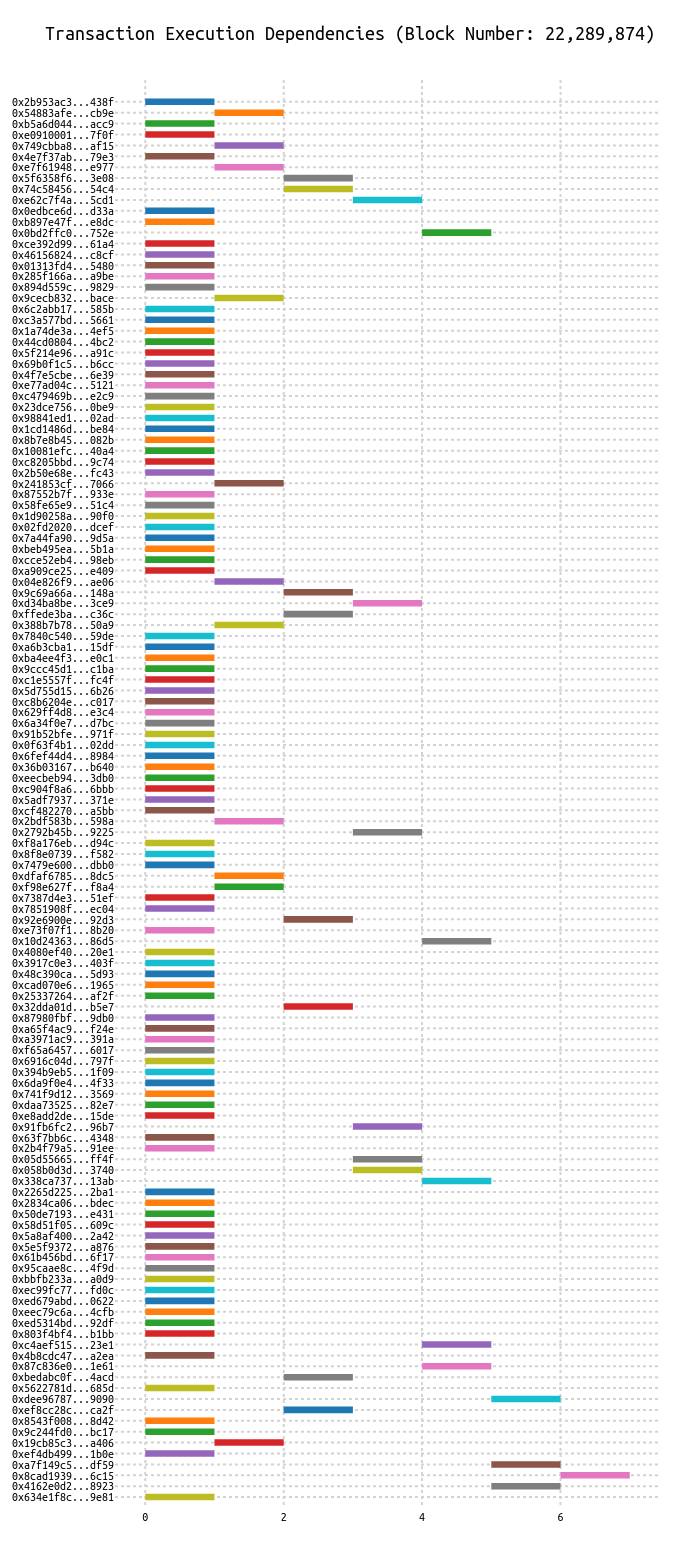 Transaction Execution Dependencies (Block Number: 22,289,874)
0x2b953ac3...438f
0x54883afe...cb9e
0xb5a6d044...acc9
0xe0910001...7f0f
0x749cbba8...af15
0x4e7f37ab...79e3
0xe7f61948...e977
0x5f6358f6...3e08
0x74c58456...54c4
0xe62c7f4a...5cd1
0x0edbce6d...d33a
0xb897e47f...e8dc
0x0bd2ffc0...752e
0xce392d99...61a4
0x46156824...c8cf
0x01313fd4...5480
0x285f166a...a9be
0x894d559c...9829
0x9cecb832...bace
0x6c2abb17...585b
0xc3a577bd...5661
0x1a74de3a...4ef5
0x44cd0804...4bc2
0x5f214e96...a91c
0x69b0f1c5...b6cc
0x4f7e5cbe...6e39
0xe77ad04c...5121
0xc479469b...e2c9
0x23dce756...0be9
0x98841ed1...02ad
0x1cd1486d...be84
0x8b7e8b45...082b
0x10081efc...40a4
0xc8205bbd...9c74
0x2b50e68e...fc43
0x241853cf...7066
0x87552b7f...933e
0x58fe65e9...51c4
0x1d90258a...90f0
0x02fd2020...dcef
0x7a44fa90...9d5a
0xbeb495ea...5b1a
0xcce52eb4...98eb
0xa909ce25...e409
0x04e826f9...ae06
0x9c69a66a...148a
0xd34ba8be...3ce9
0xffede3ba...c36c
0x388b7b78...50a9
0x7840c540...59de
0xa6b3cba1...15df
0xba4ee4f3...e0c1
0x9ccc45d1...c1ba
0xc1e5557f...fc4f
0x5d755d15...6b26
0xc8b6204e...c017
0x629ff4d8...e3c4
0x6a34f0e7...d7bc
0x91b52bfe...971f
0x0f63f4b1...02dd
0x6fef44d4...8984
0x36b03167...b640
0xeecbeb94...3db0
0xc904f8a6...6bbb
0x5adf7937...371e
0xcf482270...a5bb
0x2bdf583b...598a
0x2792b45b...9225
0xf8a176eb...d94c
0x8f8e0739...f582
0x7479e600...dbb0
0xdfaf6785...8dc5
0xf98e627f...f8a4
0x7387d4e3...51ef
0x7851908f...ec04
0x92e6900e...92d3
0xe73f07f1...8b20
0x10d24363...86d5
0x4080ef40...20e1
0x3917c0e3...403f
0x48c390ca...5d93
0xcad070e6...1965
0x25337264...af2f
0x32dda01d...b5e7
0x87980fbf...9db0
0xa65f4ac9...f24e
0xa3971ac9...391a
0xf65a6457...6017
0x6916c04d...797f
0x394b9eb5...1f09
0x6da9f0e4...4f33
0x741f9d12...3569
0xdaa73525...82e7
0xe8add2de...15de
0x91fb6fc2...96b7
0x63f7bb6c...4348
0x2b4f79a5...91ee
0x05d55665...ff4f
0x058b0d3d...3740
0x338ca737...13ab
0x2265d225...2ba1
0x2834ca06...bdec
0x50de7193...e431
0x58d51f05...609c
0x5a8af400...2a42
0x5e5f9372...a876
0x61b456bd...6f17
0x95caae8c...4f9d
0xbbfb233a...a0d9
0xec99fc77...fd0c
0xed679abd...0622
0xeec79c6a...4cfb
0xed5314bd...92df
0x803f4bf4...b1bb
0xc4aef515...23e1
0x4b8cdc47...a2ea
0x87c836e0...1e61
0xbedabc0f...4acd
0x5622781d...685d
0xdee96787...9090
0xef8cc28c...ca2f
0x8543f008...8d42
0x9c244fd0...bc17
0x19cb85c3...a406
0xef4db499...1b0e
0xa7f149c5...df59
0x8cad1939...6c15
0x4162e0d2...8923
0x634e1f8c...9e81
0 2 4 6